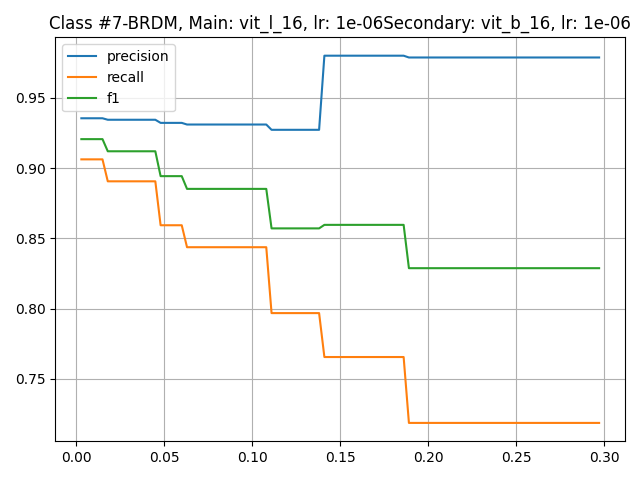 Class #7-BRDM, Main: vit_l_16, lr: 1e-06Secondary: vit_b_16, lr: 1e-06
precision
recall
f1
0.95
0.90
0.85
0.80
0.75
0.00 0.05 0.10 0.15 0.20 0.25 0.30